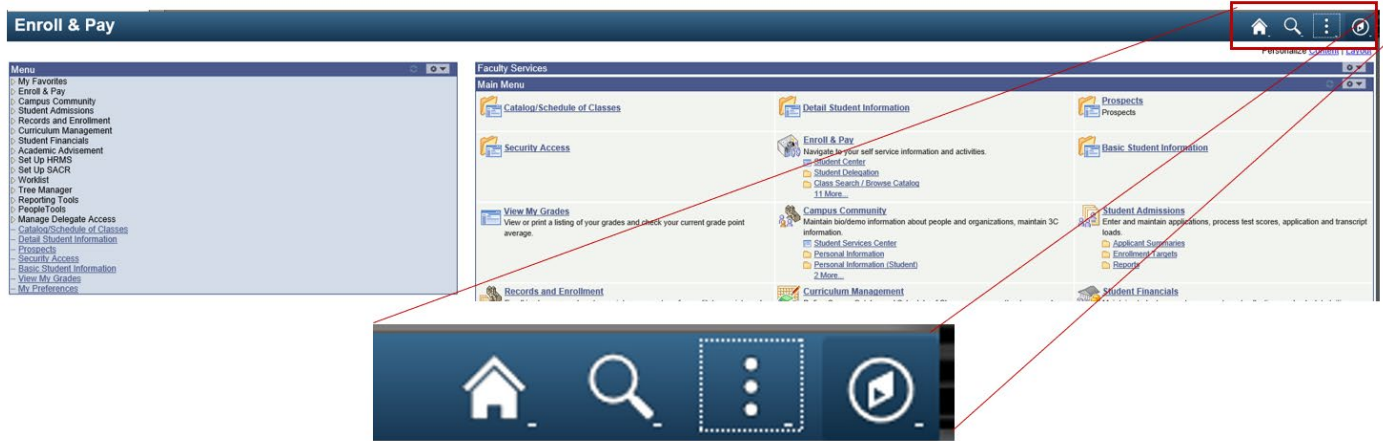 Enroll & Pay
Personalize Content | Layout
Menu
My Favorites
Enroll & Pay
Campus Community
Student Admissions
Records and Enrollment
Curriculum Management
Student Financials
Academic Advisement
Set Up HRMS
Set Up SACR
Worklist
Tree Manager
Reporting Tools
PeopleTools
Manage Delegate Access
Catalog/Schedule of Classes
Detail Student Information
Prospects
Security Access
Basic Student Information
View My Grades
My Preferences
Faculty Services
Main Menu
Catalog/Schedule of Classes
Detail Student Information
Prospects
Prospects
Security Access
Enroll & Pay
Navigate to your self service information and activities.
Student Center
Student Delegation
Class Search / Browse Catalog
11 More...
Basic Student Information
View My Grades
View or print a listing of your grades and check your current grade point
average.
Campus Community
Maintain bio/demo information about people and organizations, maintain 3C
information.
Student Services Center
Personal Information
Personal Information (Student)
2 More...
Student Admissions
Enter and maintain applications, process test scores, application and transcript
loads.
Applicant Summaries
Enrollment Targets
Reports
Records and Enrollment
Curriculum Management
Student Financials